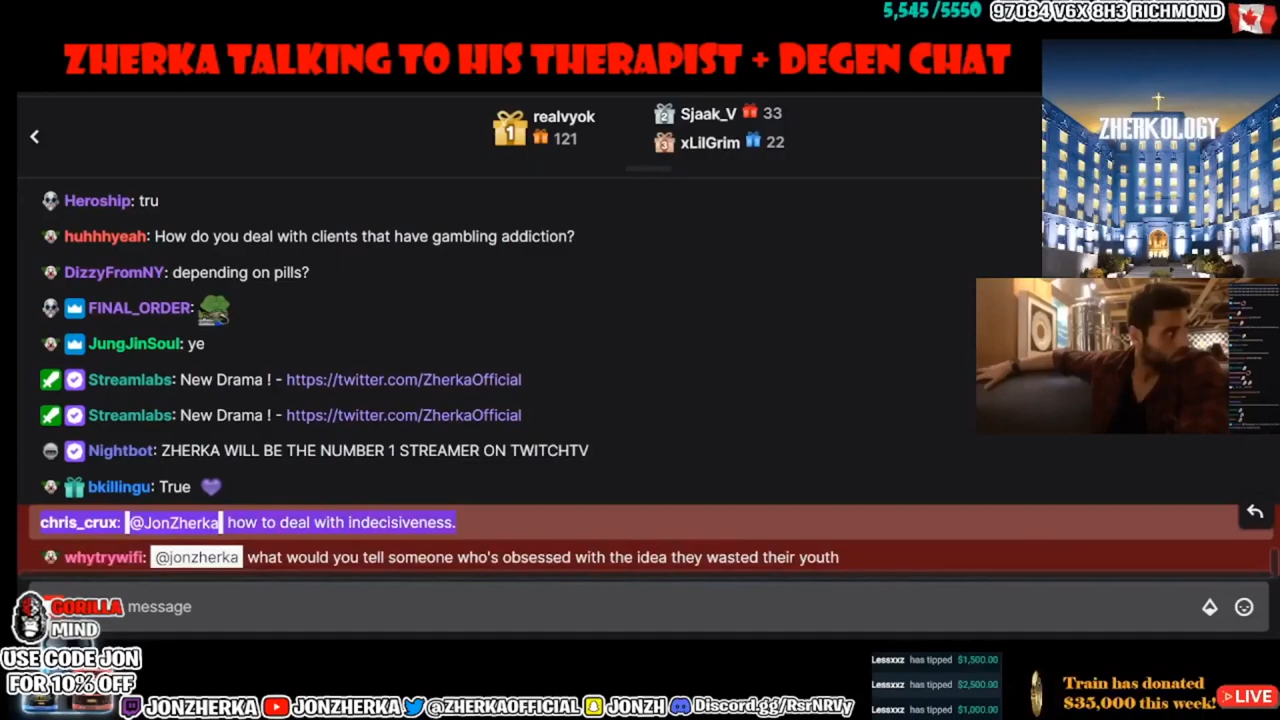 5,545 /5550
97084 V6X 8H3 RICHMOND
ZHERKA TALKING TO HIS THERAPIST + DEGEN CHAT
ZHERKOLOGY
1 realvyok
121
2 Sjaak_V 33
3 xLilGrim 22
Heroship: tru
huhhhyeah: How do you deal with clients that have gambling addiction?
DizzyFromNY: depending on pills?
FINAL_ORDER:
JungJinSoul: ye
Streamlabs: New Drama ! - https://twitter.com/ZherkaOfficial
Streamlabs: New Drama ! - https://twitter.com/ZherkaOfficial
Nightbot: ZHERKA WILL BE THE NUMBER 1 STREAMER ON TWITCHTV
bkillingu: True
chris_crux: @JonZherka how to deal with indecisiveness.
whytrywifi: @jonzherka what would you tell someone who's obsessed with the idea they wasted their youth
message
GORILLA
MIND
USE CODE JON
FOR 10% OFF
JONZHERKA JONZHERKA @ZHERKAOFFICIAL JONZH Discord.gg/RsrNRVy
Lessxxz has tipped $1,500.00
Lessxxz has tipped $2,500.00
Lessxxz has tipped $1,000.00
Train has donated
$35,000 this week!
LIVE